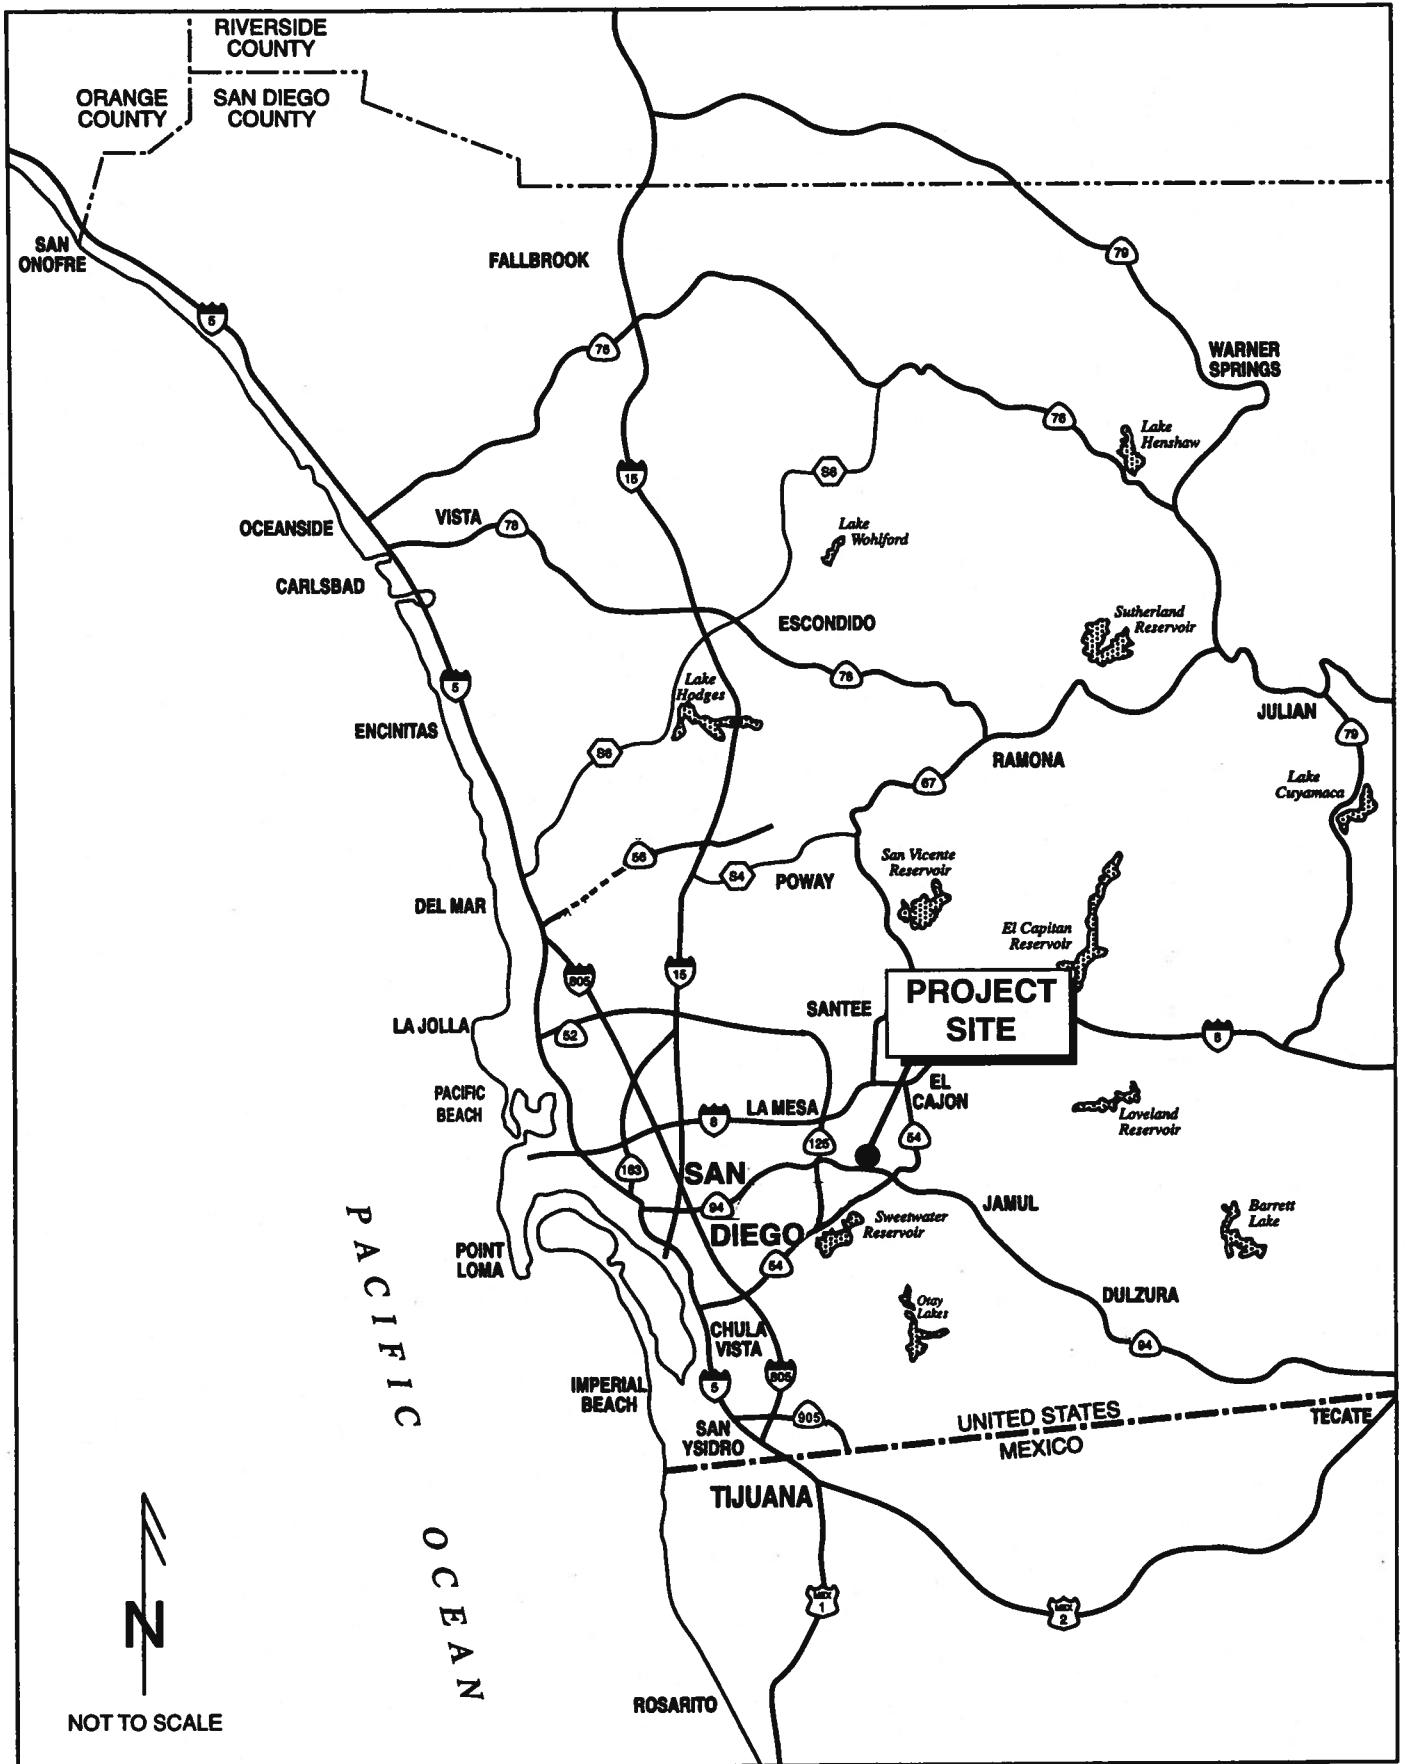 RIVERSIDE
COUNTY
ORANGE
COUNTY
SAN DIEGO
COUNTY
SAN
ONOFRE
FALLBROOK
79
5
76
WARNER
SPRINGS
76
Lake
Henshaw
15
S6
OCEANSIDE
VISTA
78
Lake
Wohlford
CARLSBAD
ESCONDIDO
Sutherland
Reservoir
78
5
Lake
Hodges
ENCINITAS
JULIAN
79
S6
RAMONA
67
Lake
Cuyamaca
56
S4
POWAY
San Vicente
Reservoir
DEL MAR
El Capitan
Reservoir
805
15
PROJECT
SITE
SANTEE
LA JOLLA
52
8
PACIFIC
BEACH
EL
CAJON
LA MESA
8
Loveland
Reservoir
125
54
163
SAN
DIEGO
94
JAMUL
Sweetwater
Reservoir
Barrett
Lake
POINT
LOMA
54
PACIFIC
OCEAN
Otay
Lakes
DULZURA
CHULA
VISTA
94
805
5
IMPERIAL
BEACH
905
SAN
YSIDRO
UNITED STATES
MEXICO
TECATE
TIJUANA
MEX
1
MEX
2
N
NOT TO SCALE
ROSARITO